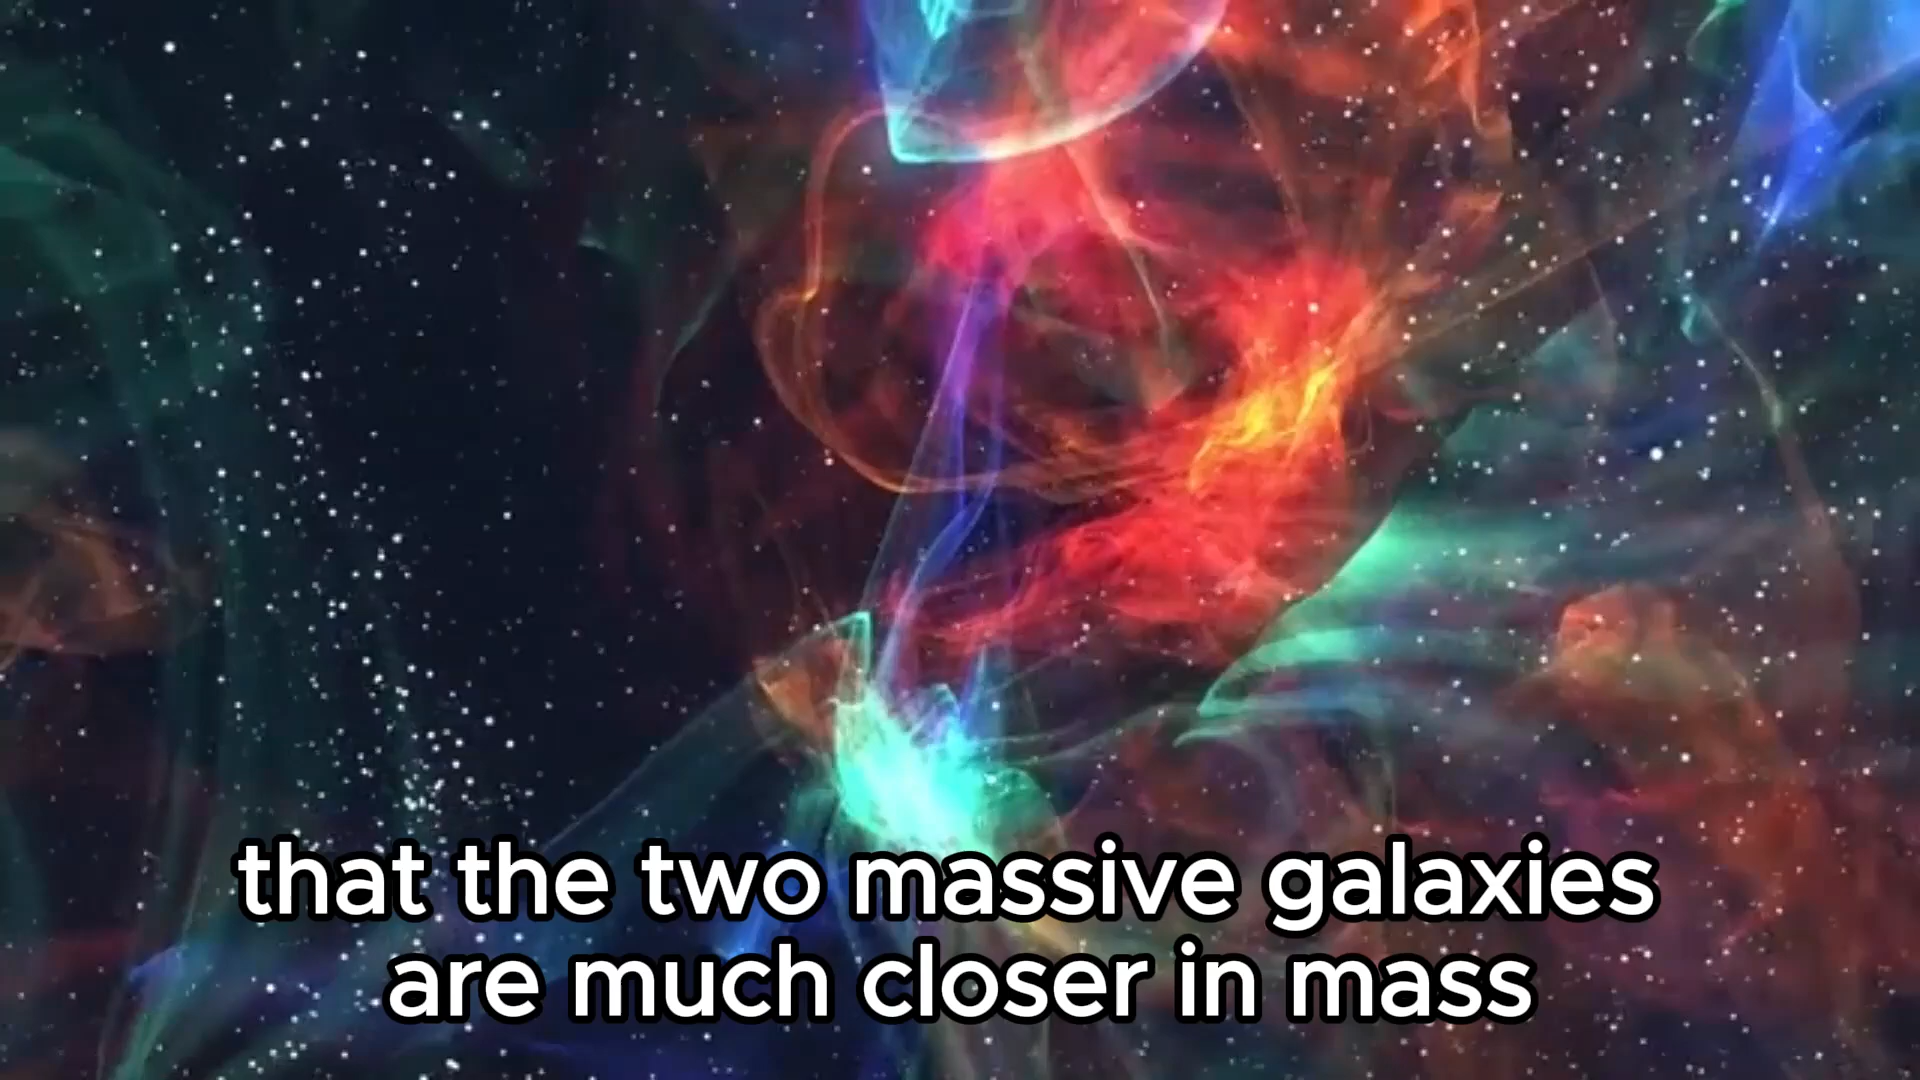 that the two massive galaxies
are much closer in mass